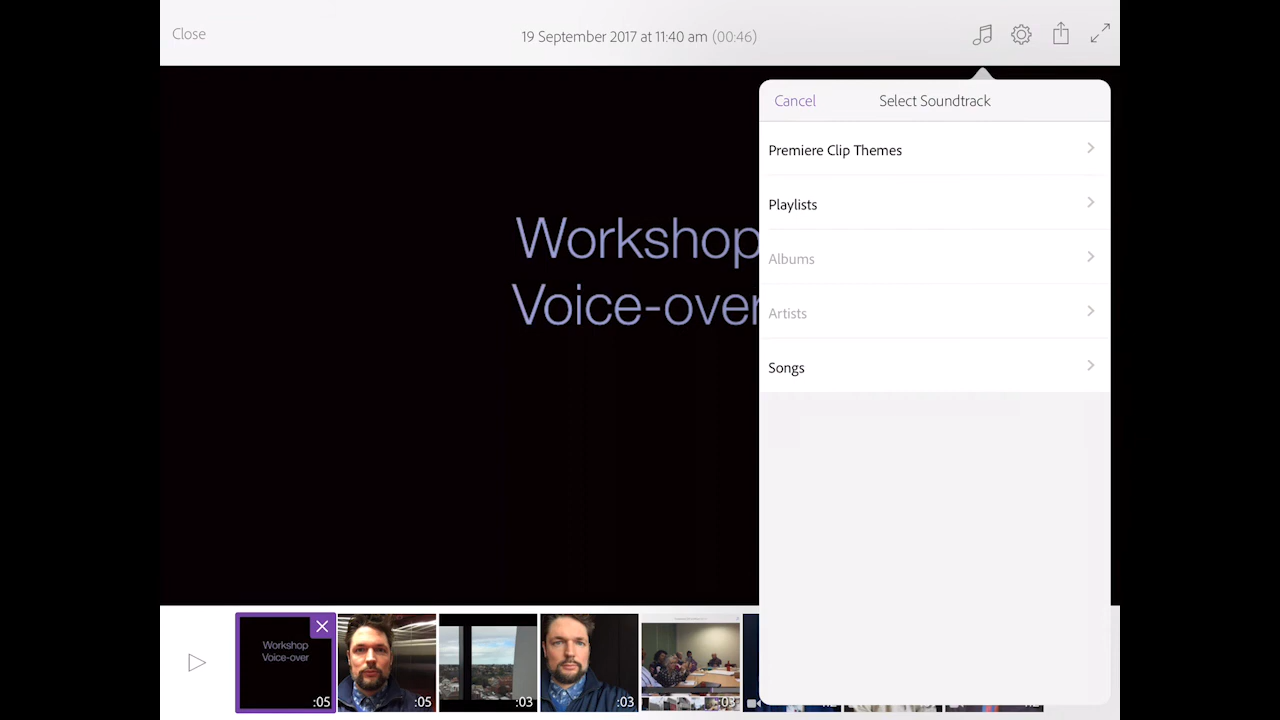 Close
19 September 2017 at 11:40 am (00:46)
Cancel
Select Soundtrack
Premiere Clip Themes
Playlists
Albums
Artists
Songs
Workshop
Voice-over
Workshop
Voice-over
:05
:05
:03
:03
:03